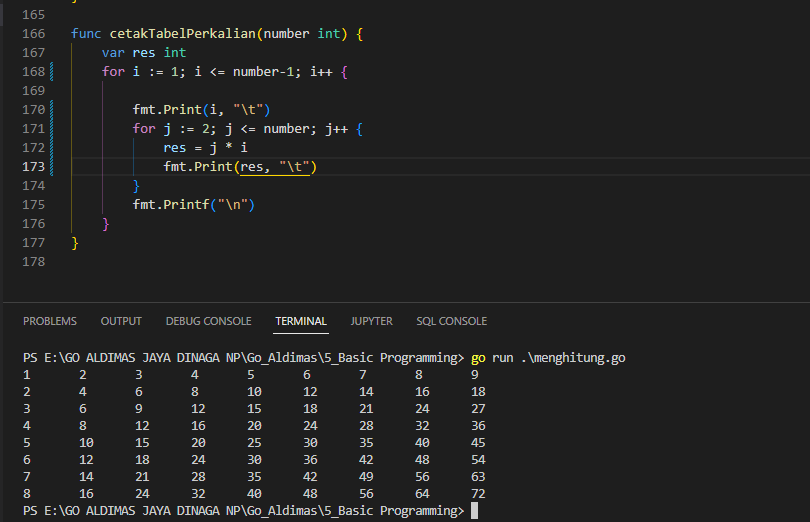 165
166 func cetakTabelPerkalian(number int) {
167 var res int
168 for i := 1; i <= number-1; i++ {
169
170 fmt.Print(i, "\t")
171 for j := 2; j <= number; j++ {
172 res = j * i
173 fmt.Print(res, "\t")
174 }
175 fmt.Printf("\n")
176 }
177 }
178
PROBLEMS OUTPUT DEBUG CONSOLE TERMINAL JUPYTER SQL CONSOLE
PS E:\GO ALDIMAS JAYA DINAGA NP\Go_Aldimas\5_Basic Programming> go run .\menghitung.go
1 2 3 4 5 6 7 8 9
2 4 6 8 10 12 14 16 18
3 6 9 12 15 18 21 24 27
4 8 12 16 20 24 28 32 36
5 10 15 20 25 30 35 40 45
6 12 18 24 30 36 42 48 54
7 14 21 28 35 42 49 56 63
8 16 24 32 40 48 56 64 72
PS E:\GO ALDIMAS JAYA DINAGA NP\Go_Aldimas\5_Basic Programming>